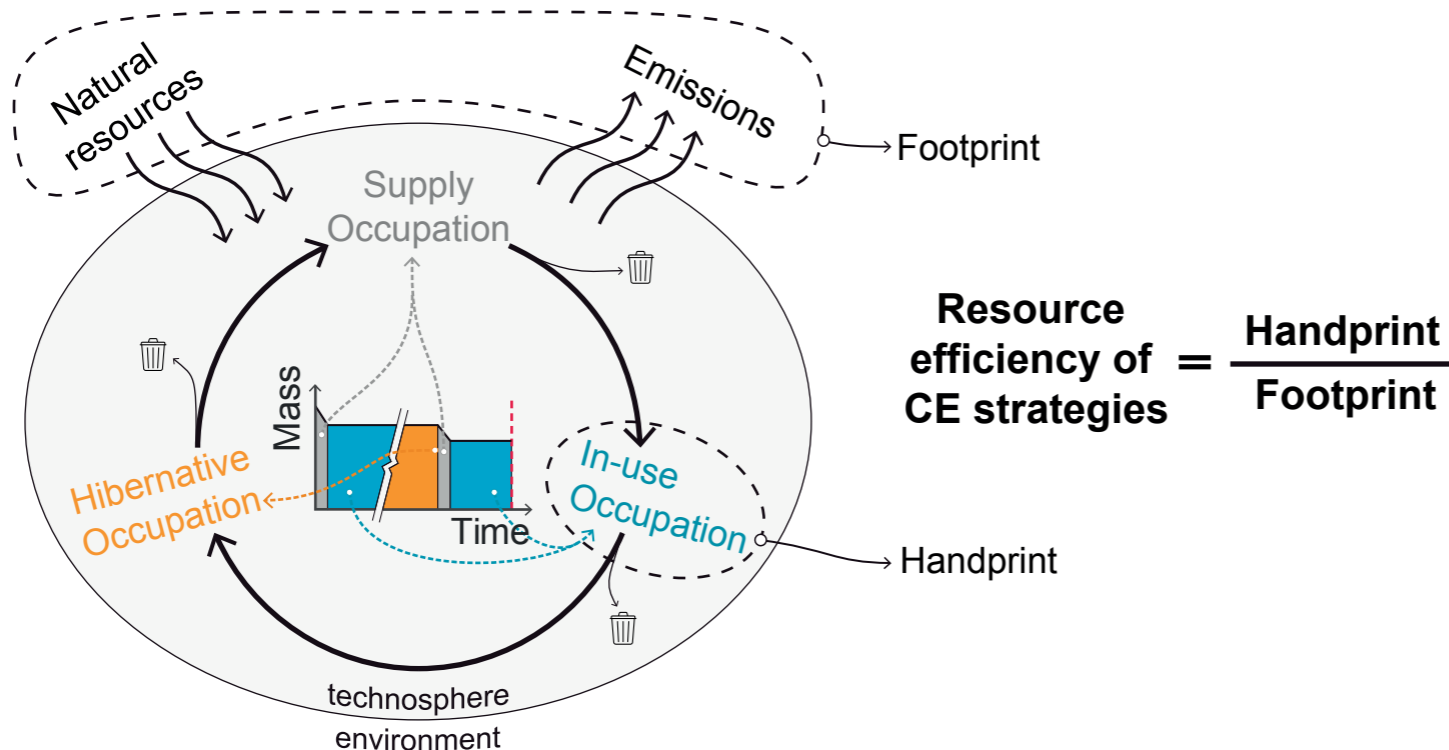 Natural
resources
Emissions
Footprint
Supply
Occupation
Resource
efficiency of
CE strategies
=
Handprint
Footprint
Mass
Time
Hibernative
Occupation
In-use
Occupation
Handprint
technosphere
environment